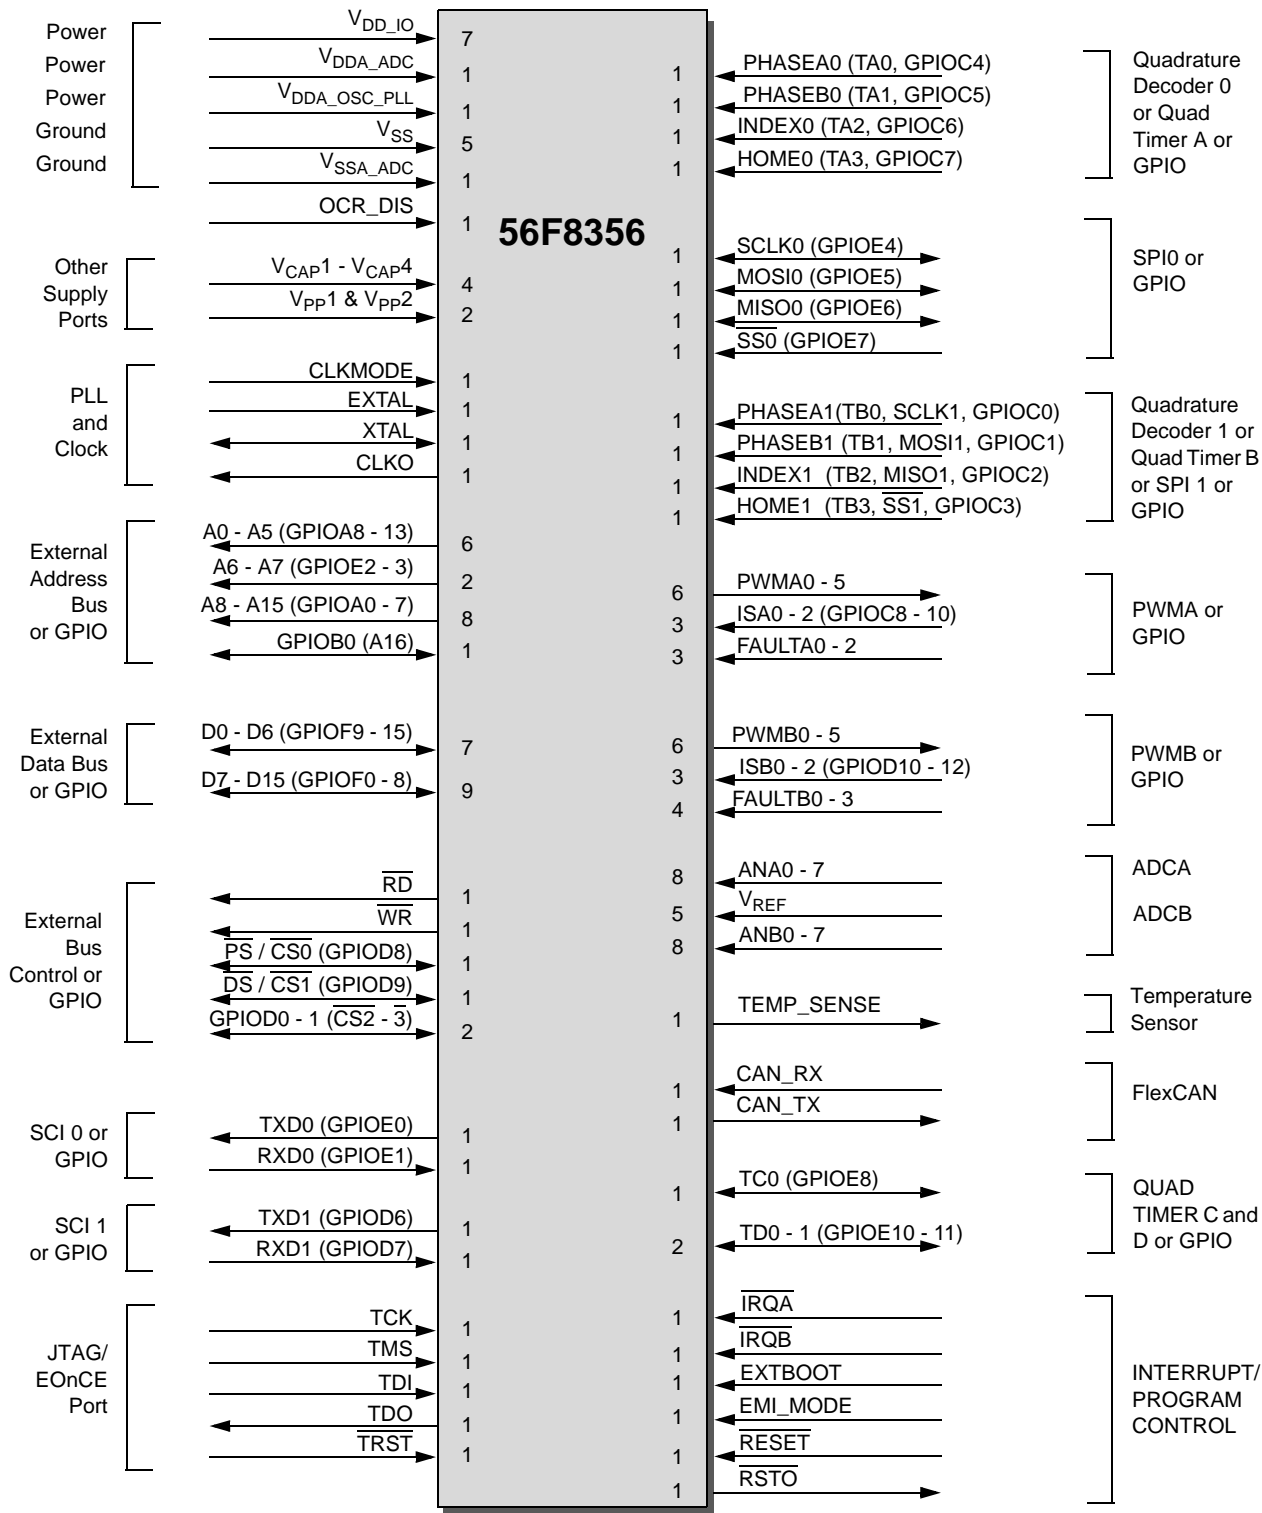 56F8356
Power
Power
Power
Ground
Ground
VDD_IO 7
VDDA_ADC 1
VDDA_OSC_PLL 1
VSS 5
VSSA_ADC 1
OCR_DIS 1
Other
Supply
Ports
VCAP1 - VCAP4 4
VPP1 & VPP2 2
PLL
and
Clock
CLKMODE 1
EXTAL 1
XTAL 1
CLKO 1
External
Address
Bus
or GPIO
A0 - A5 (GPIOA8 - 13) 6
A6 - A7 (GPIOE2 - 3) 2
A8 - A15 (GPIOA0 - 7) 8
GPIOB0 (A16) 1
External
Data Bus
or GPIO
D0 - D6 (GPIOF9 - 15) 7
D7 - D15 (GPIOF0 - 8) 9
External
Bus
Control or
GPIO
RD 1
WR 1
PS / CS0 (GPIOD8) 1
DS / CS1 (GPIOD9) 1
GPIOD0 - 1 (CS2 - 3) 2
SCI 0 or
GPIO
TXD0 (GPIOE0) 1
RXD0 (GPIOE1) 1
SCI 1
or GPIO
TXD1 (GPIOD6) 1
RXD1 (GPIOD7) 1
JTAG/
EOnCE
Port
TCK 1
TMS 1
TDI 1
TDO 1
TRST 1
1 PHASEA0 (TA0, GPIOC4)
1 PHASEB0 (TA1, GPIOC5)
1 INDEX0 (TA2, GPIOC6)
1 HOME0 (TA3, GPIOC7)
Quadrature
Decoder 0
or Quad
Timer A or
GPIO
1 SCLK0 (GPIOE4)
1 MOSI0 (GPIOE5)
1 MISO0 (GPIOE6)
1 SS0 (GPIOE7)
SPI0 or
GPIO
1 PHASEA1(TB0, SCLK1, GPIOC0)
1 PHASEB1 (TB1, MOSI1, GPIOC1)
1 INDEX1 (TB2, MISO1, GPIOC2)
1 HOME1 (TB3, SS1, GPIOC3)
Quadrature
Decoder 1 or
Quad Timer B
or SPI 1 or
GPIO
6 PWMA0 - 5
3 ISA0 - 2 (GPIOC8 - 10)
3 FAULTA0 - 2
PWMA or
GPIO
6 PWMB0 - 5
3 ISB0 - 2 (GPIOD10 - 12)
4 FAULTB0 - 3
PWMB or
GPIO
8 ANA0 - 7
5 VREF
8 ANB0 - 7
ADCA
ADCB
1 TEMP_SENSE
Temperature
Sensor
1 CAN_RX
1 CAN_TX
FlexCAN
1 TC0 (GPIOE8)
2 TD0 - 1 (GPIOE10 - 11)
QUAD
TIMER C and
D or GPIO
1 IRQA
1 IRQB
1 EXTBOOT
1 EMI_MODE
1 RESET
1 RSTO
INTERRUPT/
PROGRAM
CONTROL